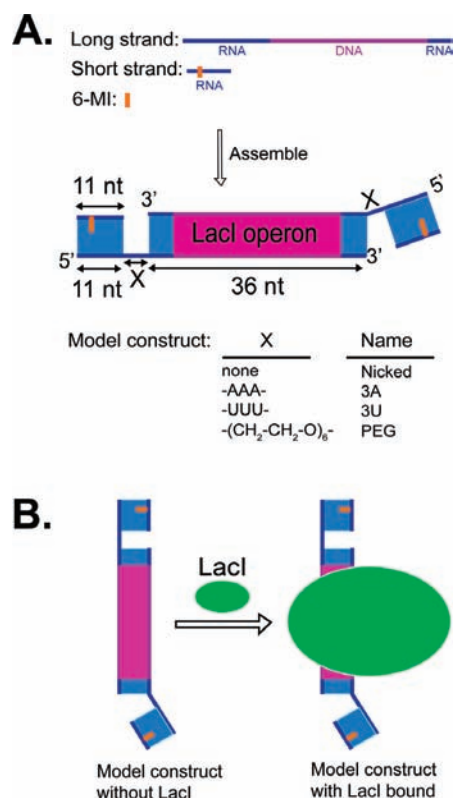 A.
Long strand:
RNA DNA RNA
Short strand:
RNA
6-MI:
Assemble
11 nt 3' X 5'
LacI operon
5' 3'
11 nt X 36 nt
Model construct: X Name
none Nicked
-AAA- 3A
-UUU- 3U
-(CH2-CH2-O)6- PEG
B.
LacI
Model construct without LacI
Model construct with LacI bound